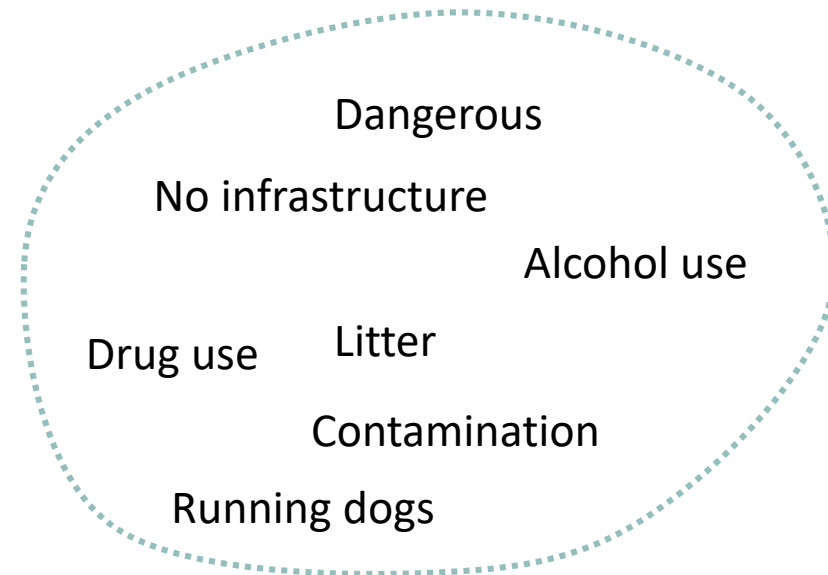 Dangerous
No infrastructure
Alcohol use
Litter
Drug use
Contamination
Running dogs